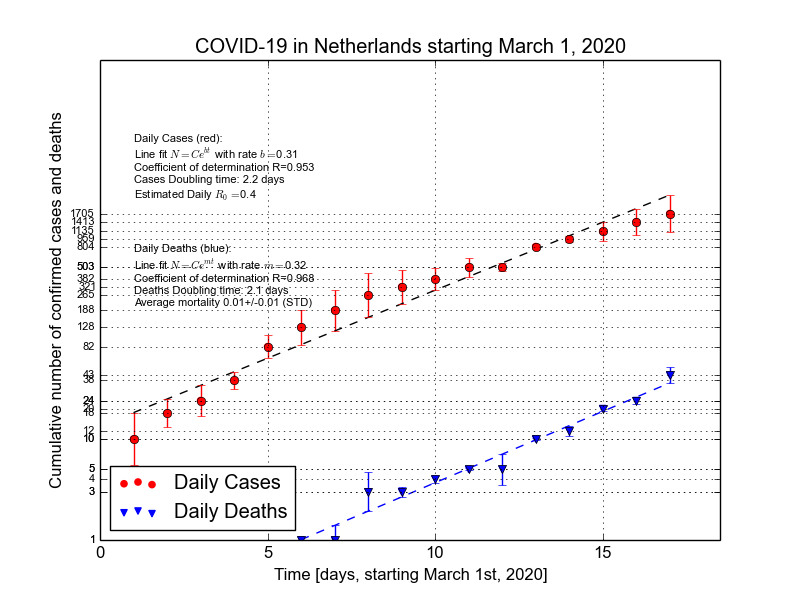 COVID-19 in Netherlands starting March 1, 2020
Cumulative number of confirmed cases and deaths
Daily Cases (red):
Line fit N=Ce^{bt} with rate b=0.31
Coefficient of determination R=0.953
Cases Doubling time: 2.2 days
Estimated Daily R_0=0.4
Daily Deaths (blue):
Line fit N=Ce^{mt} with rate m=0.32
Coefficient of determination R=0.968
Deaths Doubling time: 2.1 days
Average mortality 0.01+/-0.01 (STD)
1705
1413
1135
959
804
503
382
321
265
188
128
82
43
38
24
18
12
10
5
4
3
1
Daily Cases
Daily Deaths
0 5 10 15
Time [days, starting March 1st, 2020]